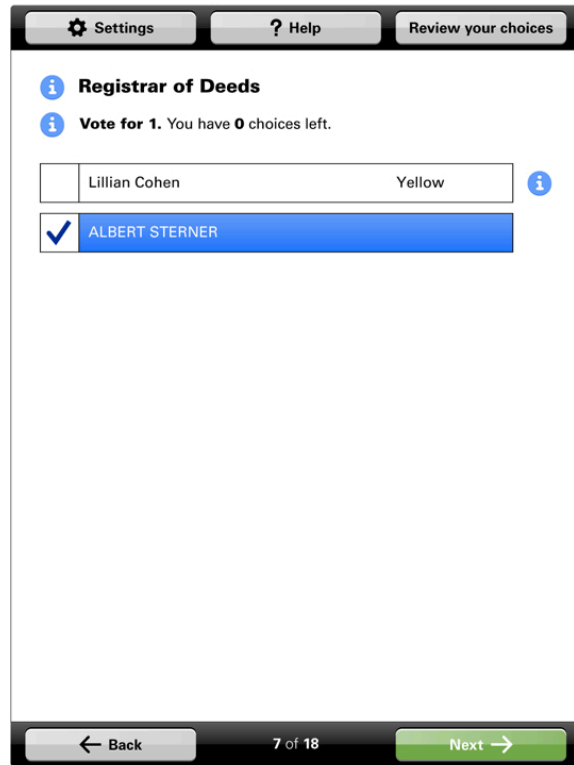 Settings
? Help
Review your choices
Registrar of Deeds
Vote for 1. You have 0 choices left.
Lillian Cohen Yellow
ALBERT STERNER
Back
7 of 18
Next